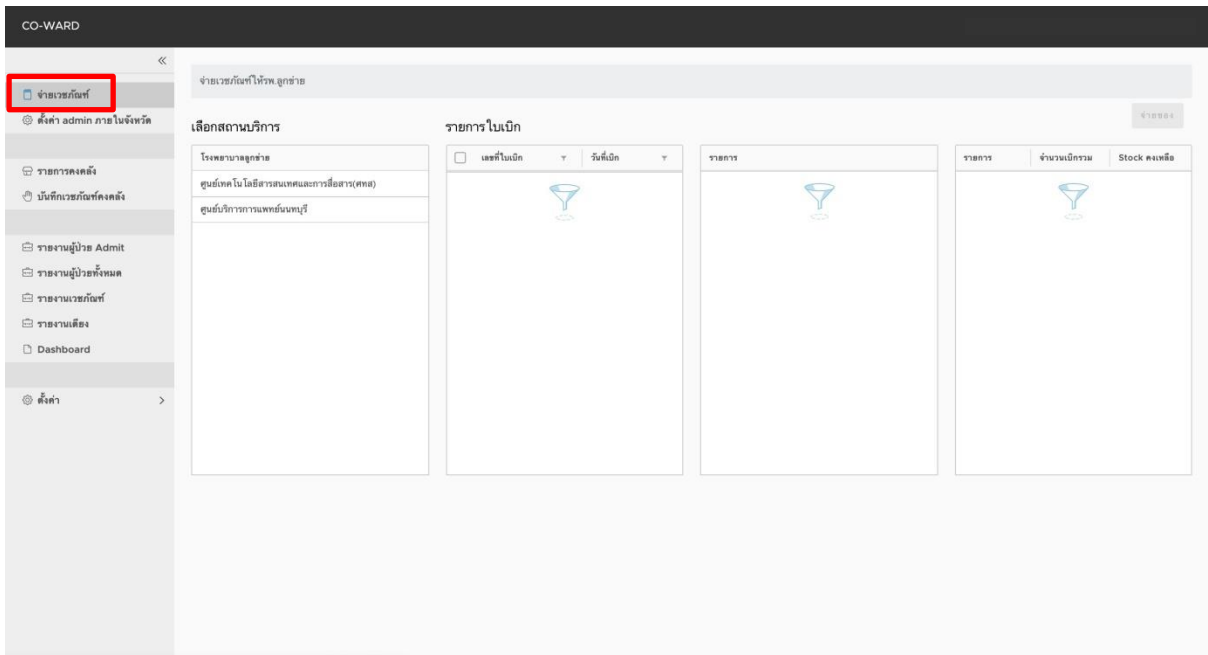 CO-WARD
จ่ายเวชภัณฑ์
ตั้งค่า admin ภายในจังหวัด
รายการคงคลัง
บันทึกเวชภัณฑ์คงคลัง
รายงานผู้ป่วย Admit
รายงานผู้ป่วยทั้งหมด
รายงานเวชภัณฑ์
รายงานเตียง
Dashboard
ตั้งค่า
จ่ายเวชภัณฑ์ให้รพ.ลูกข่าย
จ่ายของ
เลือกสถานบริการ
โรงพยาบาลลูกข่าย
ศูนย์เทคโนโลยีสารสนเทศและการสื่อสาร(ศทส)
ศูนย์บริการการแพทย์นนทบุรี
รายการใบเบิก
เลขที่ใบเบิก วันที่เบิก
รายการ
รายการ จำนวนเบิกรวม Stock คงเหลือ